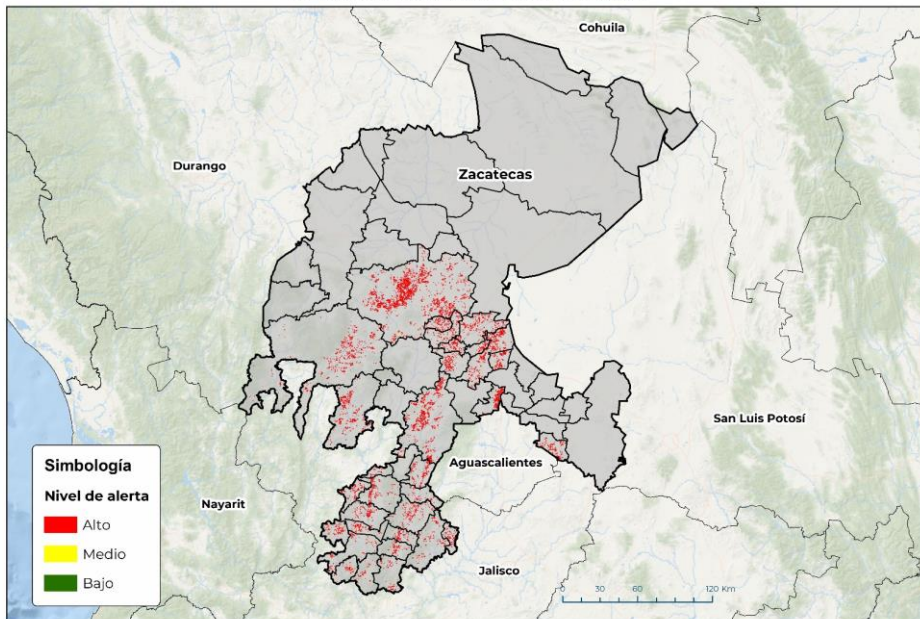 Cohuila
Durango
Zacatecas
San Luis Potosí
Aguascalientes
Nayarit
Jalisco
Simbología
Nivel de alerta
Alto
Medio
Bajo
0 30 60 120 Km